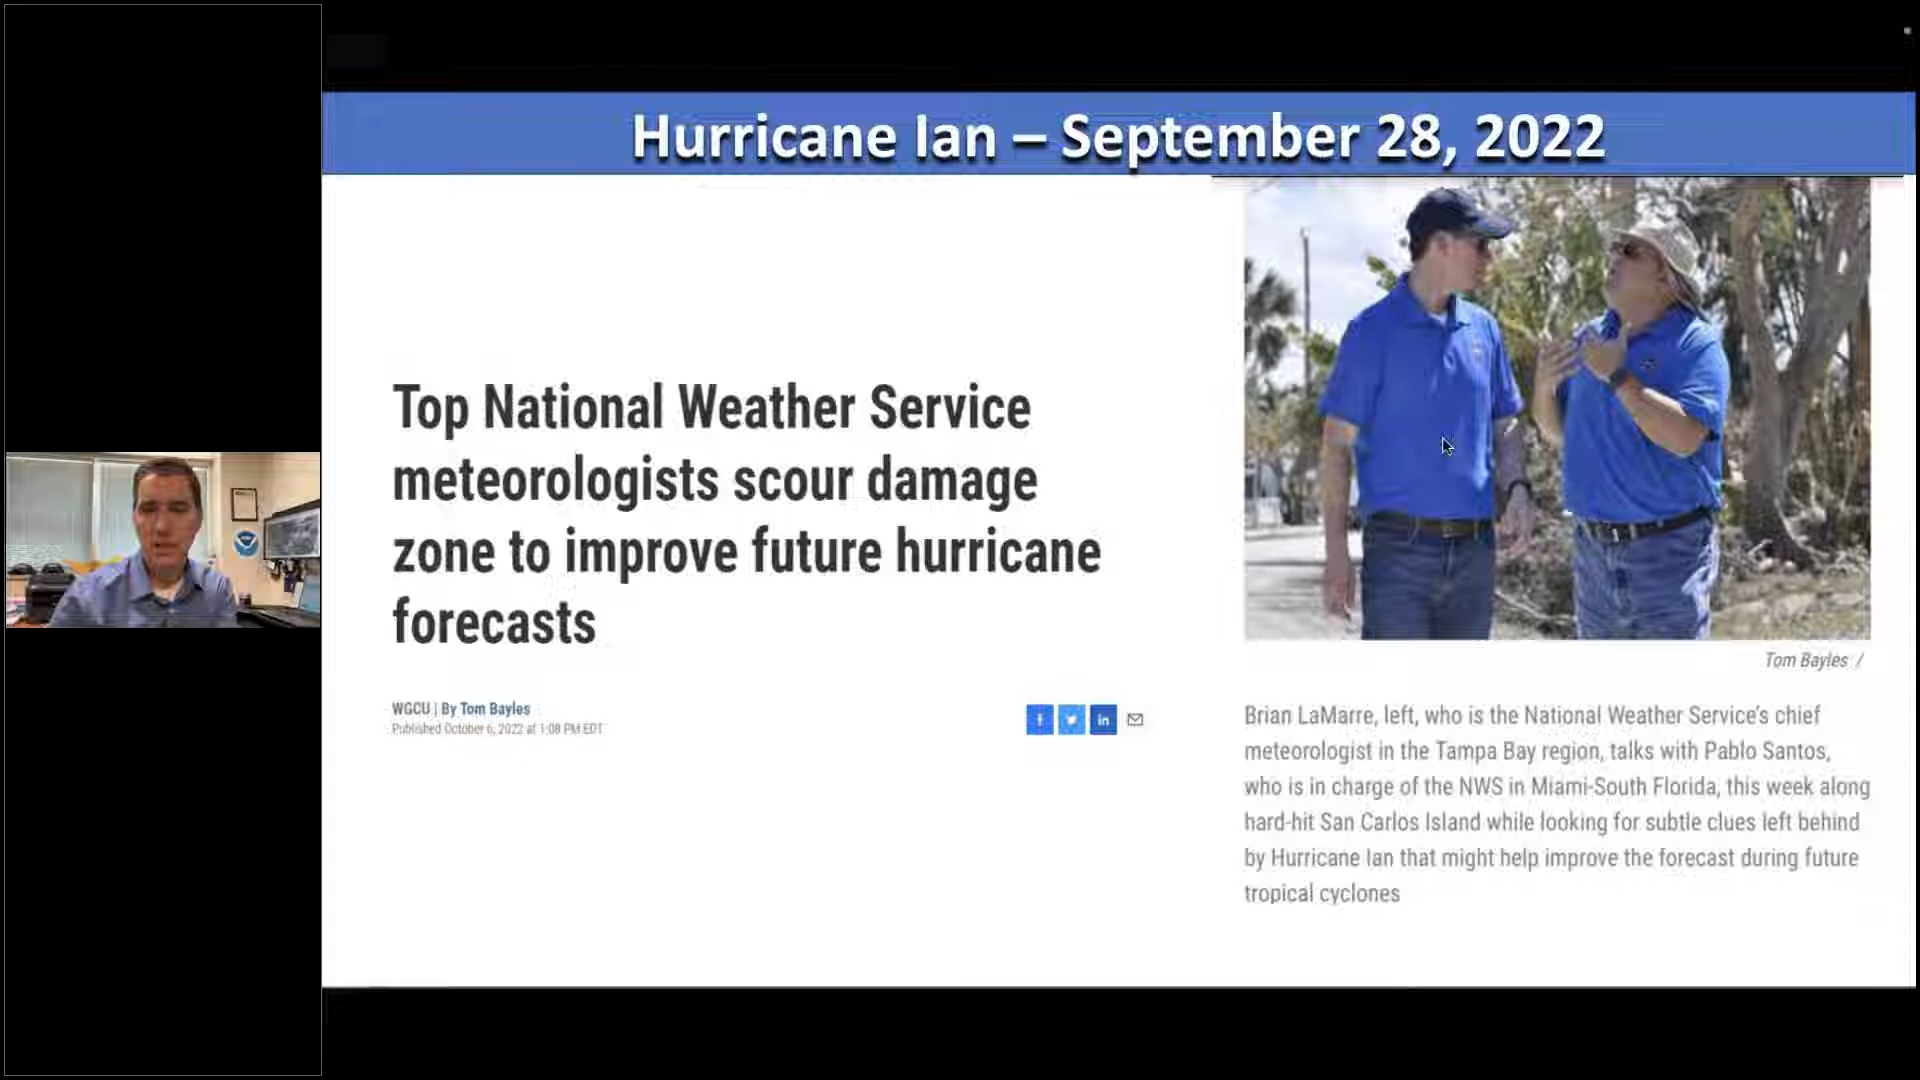 Hurricane Ian – September 28, 2022
Top National Weather Service
meteorologists scour damage
zone to improve future hurricane
forecasts
WGCU | By Tom Bayles
Published October 6, 2022 at 1:08 PM EDT
f
in
Tom Bayles /
Brian LaMarre, left, who is the National Weather Service's chief
meteorologist in the Tampa Bay region, talks with Pablo Santos,
who is in charge of the NWS in Miami-South Florida, this week along
hard-hit San Carlos Island while looking for subtle clues left behind
by Hurricane Ian that might help improve the forecast during future
tropical cyclones